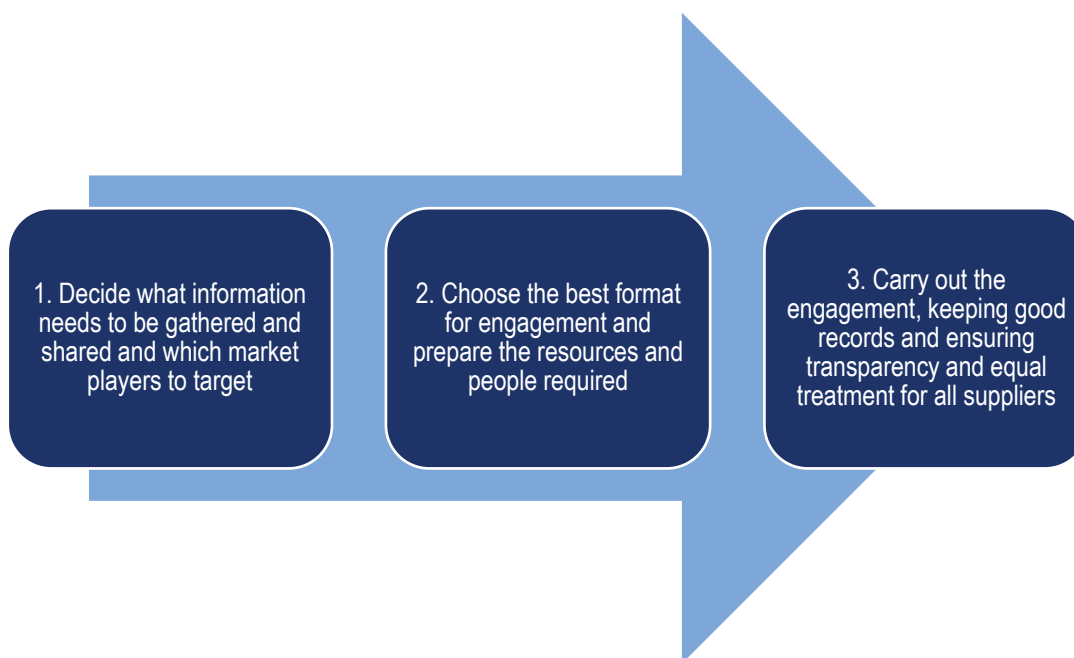 1. Decide what information
needs to be gathered and
shared and which market
players to target
2. Choose the best format
for engagement and
prepare the resources and
people required
3. Carry out the
engagement, keeping good
records and ensuring
transparency and equal
treatment for all suppliers